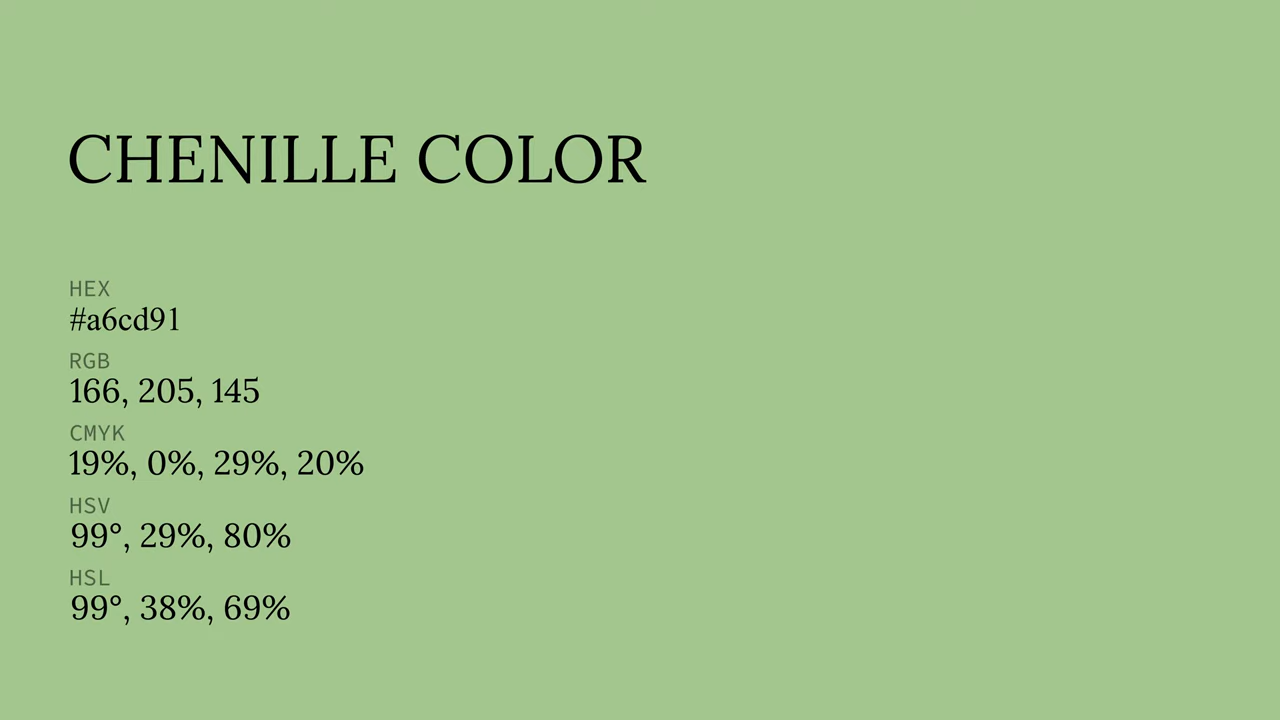 CHENILLE COLOR
HEX
#a6cd91
RGB
166, 205, 145
CMYK
19%, 0%, 29%, 20%
HSV
99°, 29%, 80%
HSL
99°, 38%, 69%